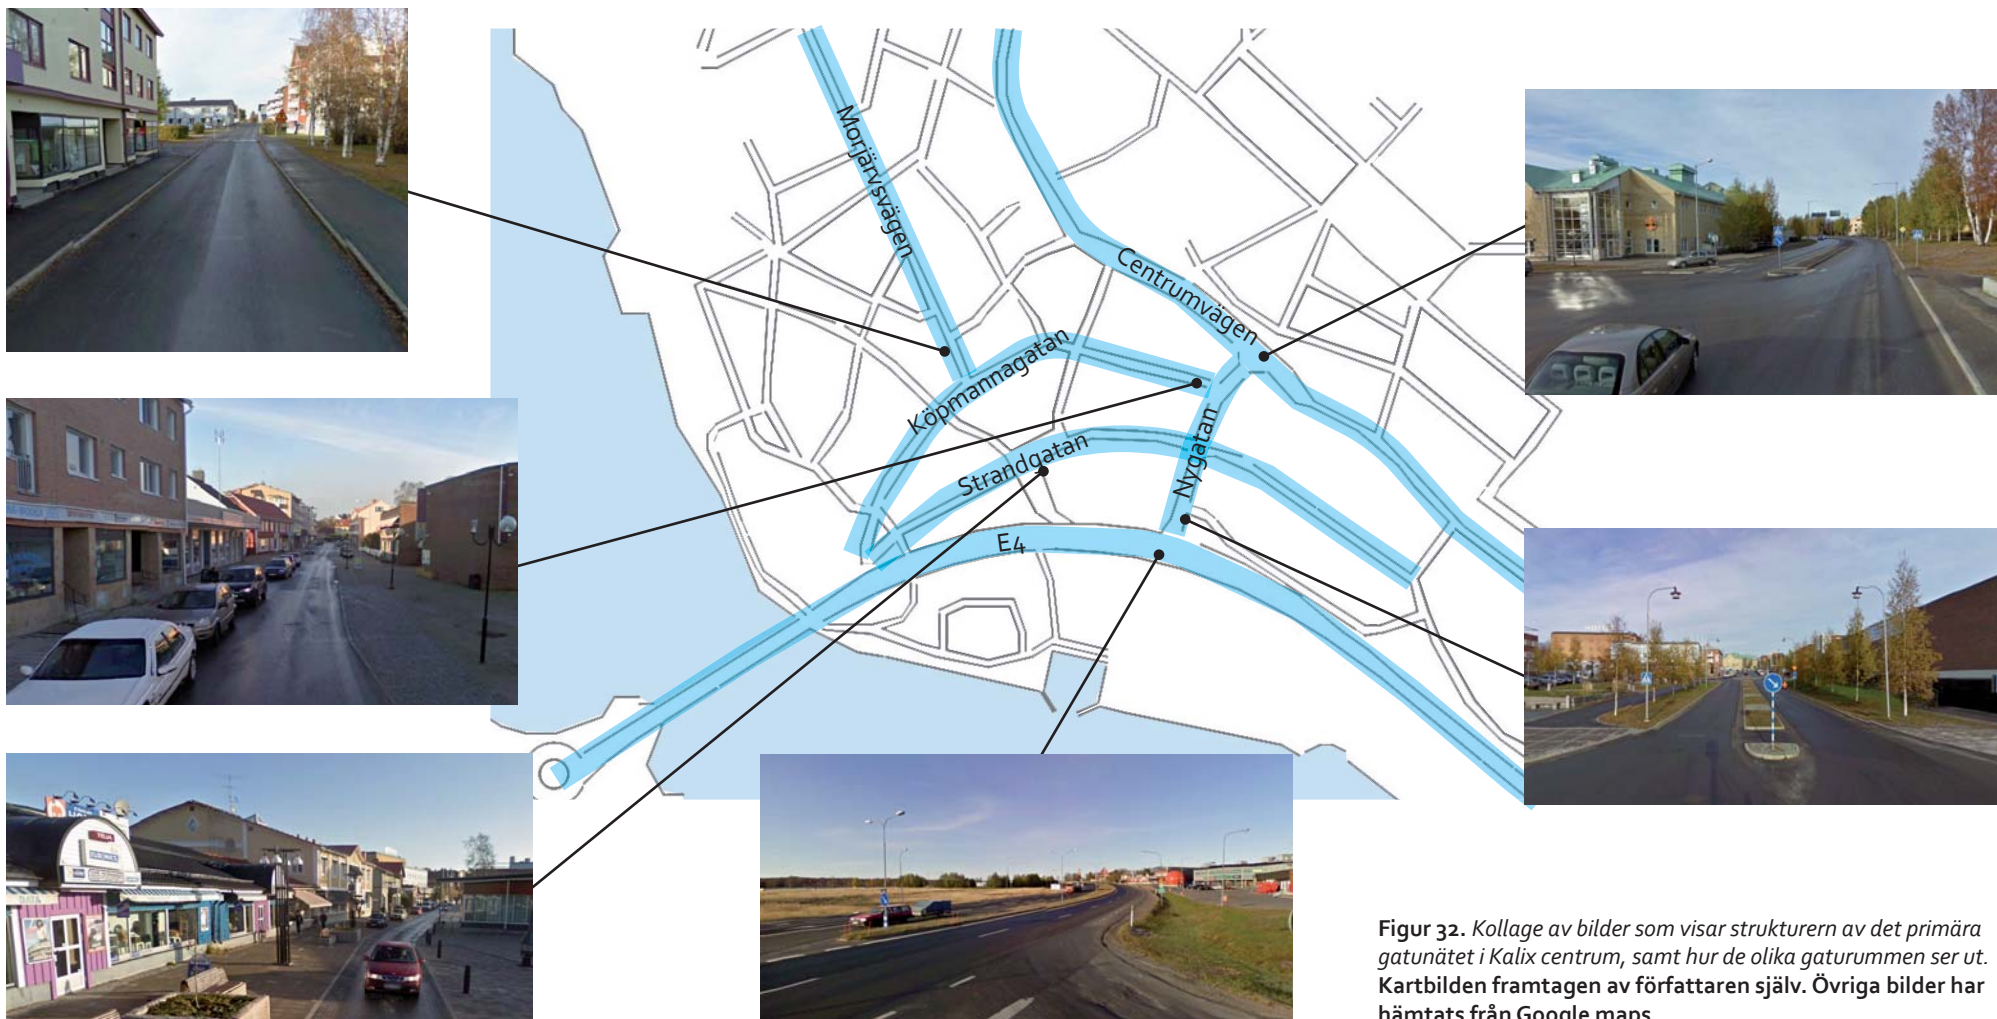 Morjärvsvägen
Centrumvägen
Köpmannagatan
Strandgatan
Nygatan
E4
Figur 32. Kollage av bilder som visar strukturern av det primära
gatunätet i Kalix centrum, samt hur de olika gaturummen ser ut.
Kartbilden framtagen av författaren själv. Övriga bilder har
hämtats från Google maps.